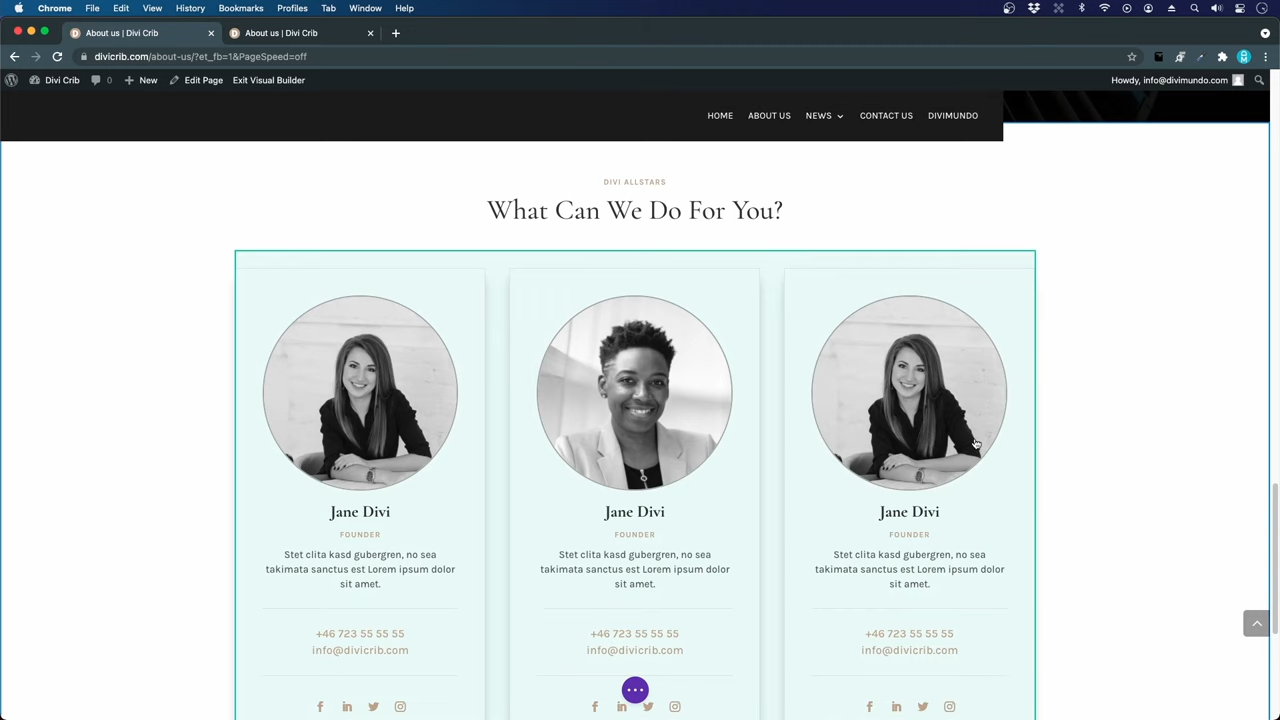 Chrome File Edit View History Bookmarks Profiles Tab Window Help
About us | Divi Crib
About us | Divi Crib
divicrib.com/about-us/?et_fb=1&PageSpeed=off
Divi Crib 0 New Edit Page Exit Visual Builder Howdy, info@divimundo.com
HOME ABOUT US NEWS CONTACT US DIVIMUNDO
DIVI ALLSTARS
What Can We Do For You?
Jane Divi
FOUNDER
Stet clita kasd gubergren, no sea
takimata sanctus est Lorem ipsum dolor
sit amet.
+46 723 55 55 55
info@divicrib.com
Jane Divi
FOUNDER
Stet clita kasd gubergren, no sea
takimata sanctus est Lorem ipsum dolor
sit amet.
+46 723 55 55 55
info@divicrib.com
Jane Divi
FOUNDER
Stet clita kasd gubergren, no sea
takimata sanctus est Lorem ipsum dolor
sit amet.
+46 723 55 55 55
info@divicrib.com